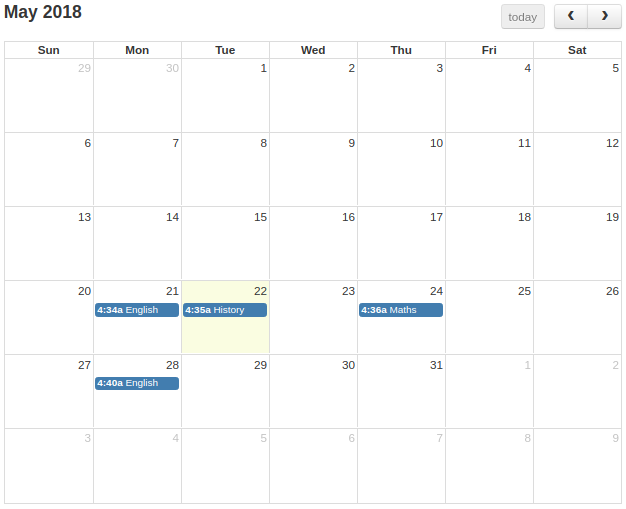 May 2018 today ‹ ›
Sun Mon Tue Wed Thu Fri Sat
29 30 1 2 3 4 5
6 7 8 9 10 11 12
13 14 15 16 17 18 19
20 21 22 23 24 25 26
4:34a English 4:35a History 4:36a Maths
27 28 29 30 31 1 2
4:40a English
3 4 5 6 7 8 9